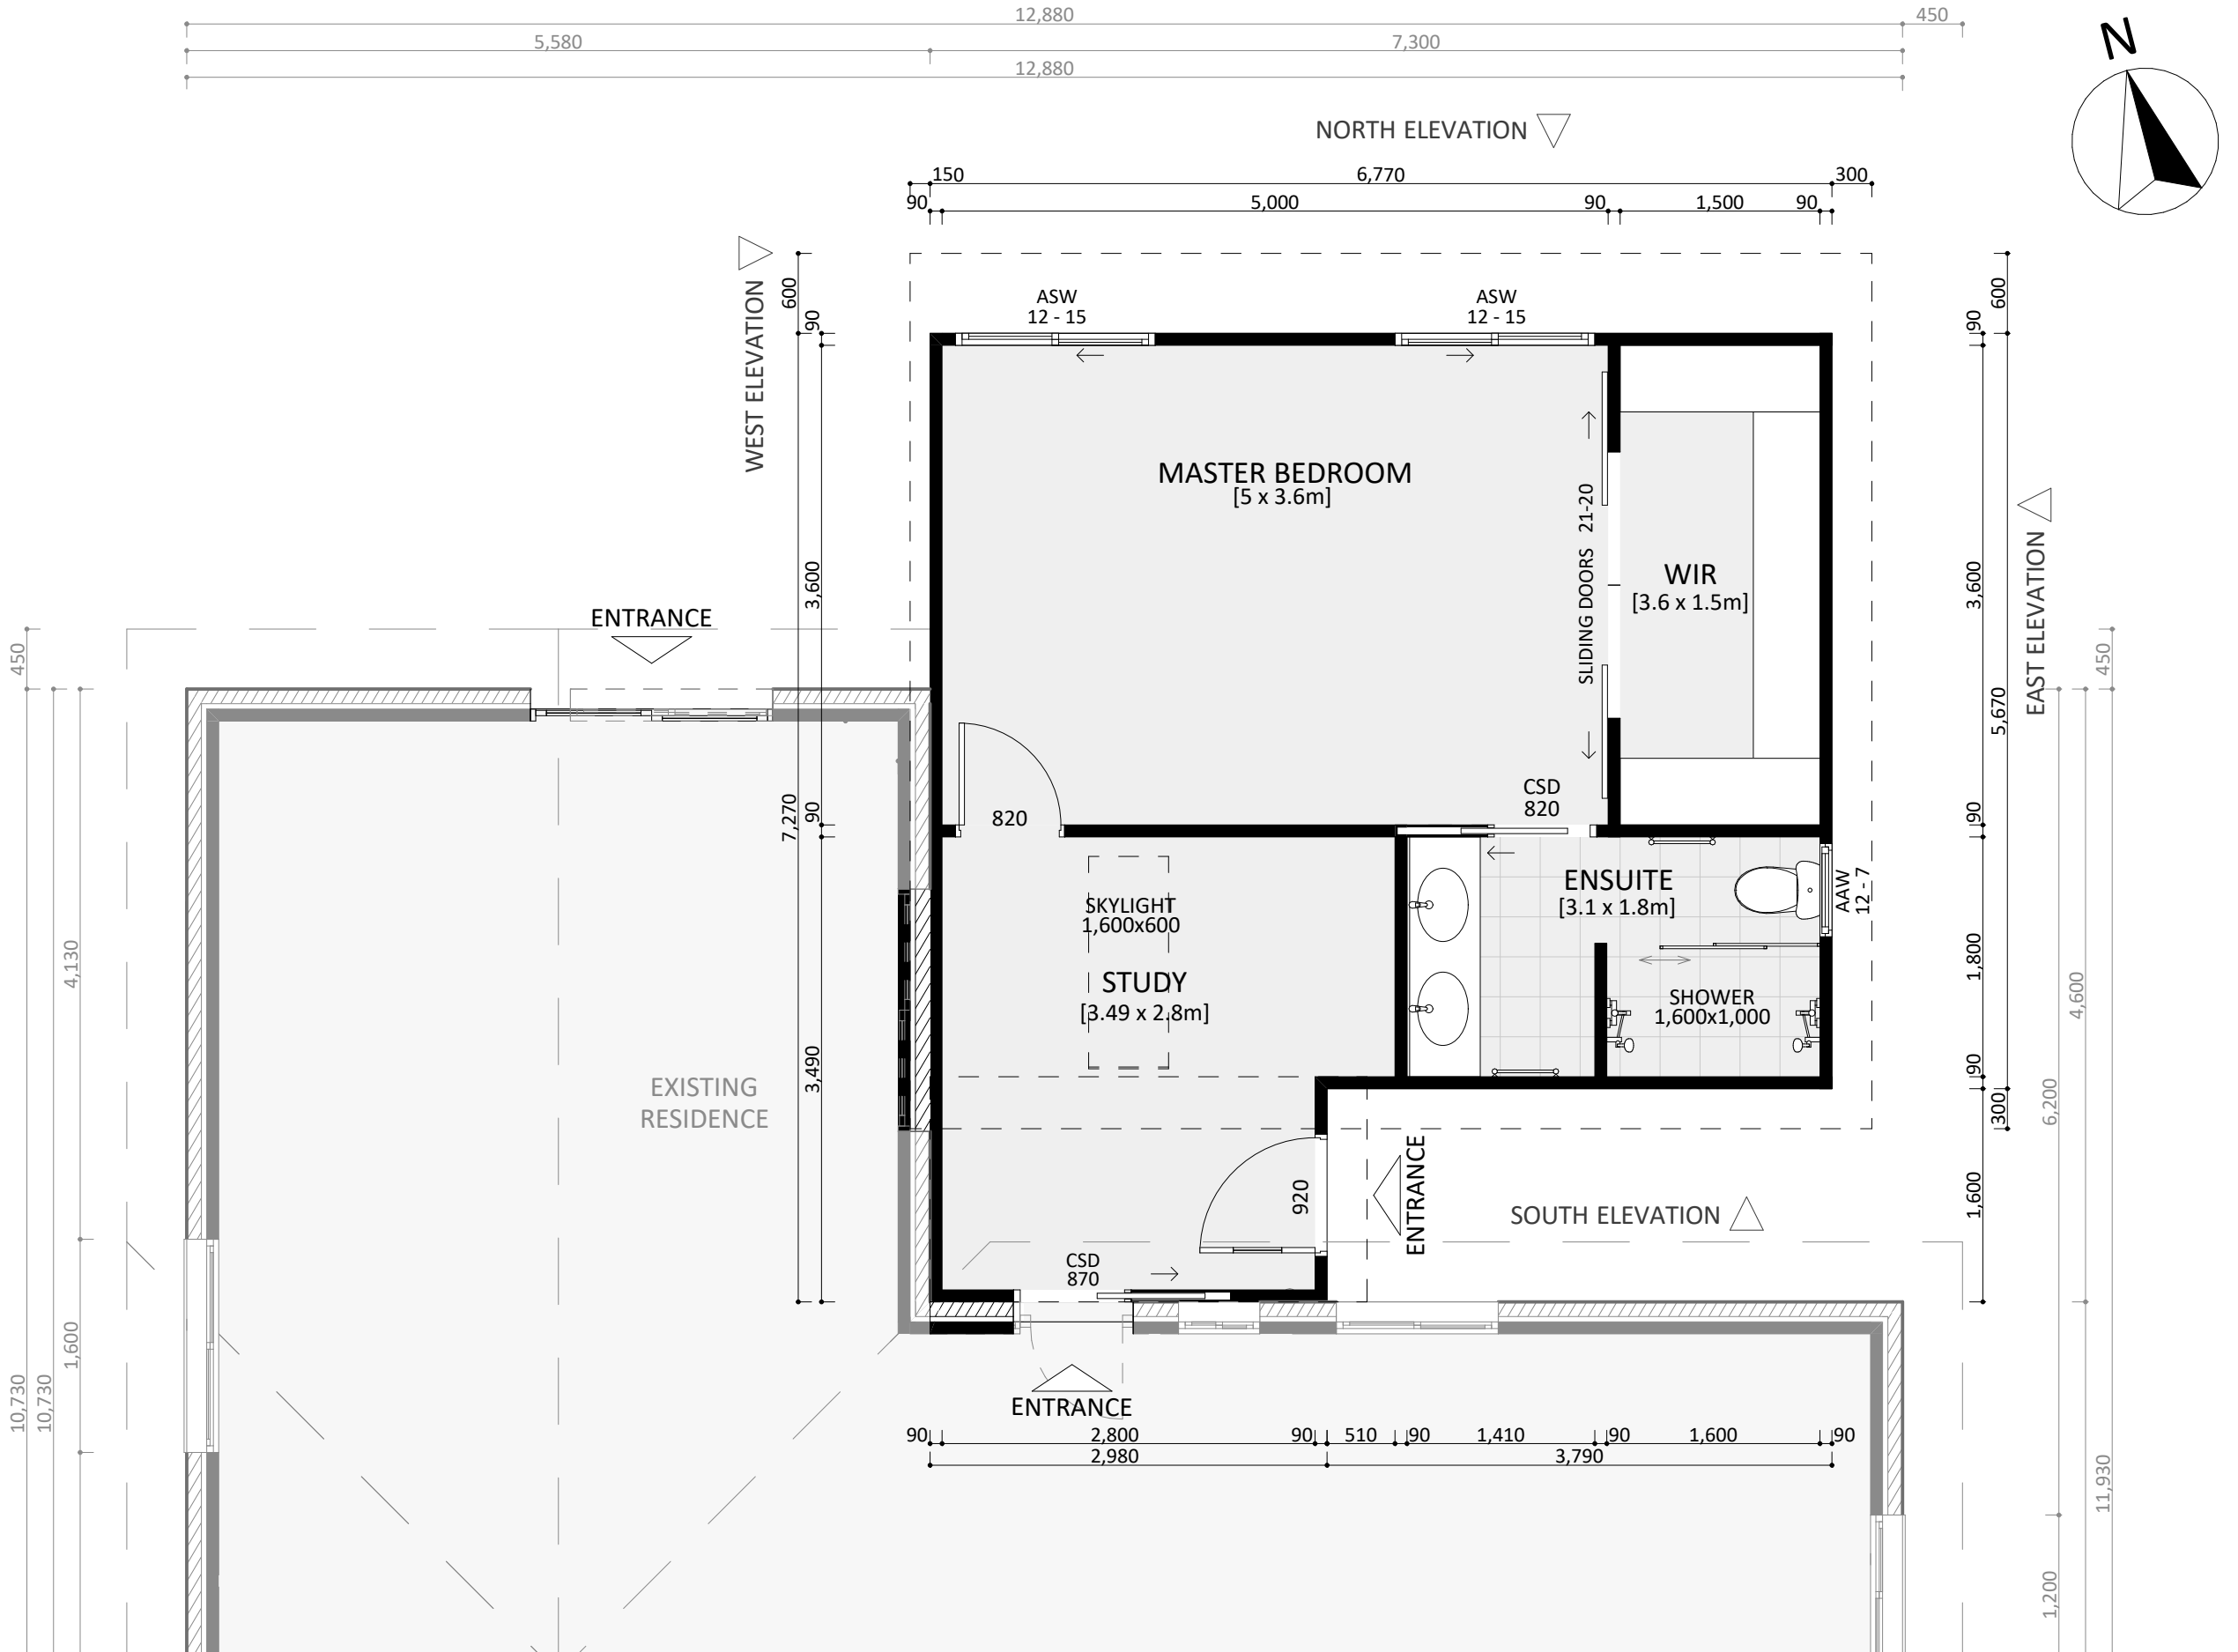 12,880
450
5,580
7,300
12,880
N
NORTH ELEVATION
150
6,770
300
90
5,000
90
1,500
90
WEST ELEVATION
600
90
3,600
7,270
90
3,490
ASW
12 - 15
ASW
12 - 15
600
90
3,600
5,670
90
1,800
90
300
1,600
EAST ELEVATION
MASTER BEDROOM
[5 x 3.6m]
SLIDING DOORS 21-20
WIR
[3.6 x 1.5m]
ENTRANCE
820
CSD
820
SKYLIGHT
1,600x600
STUDY
[3.49 x 2.8m]
ENSUITE
[3.1 x 1.8m]
AAW
12 - 7
SHOWER
1,600x1,000
EXISTING
RESIDENCE
920
ENTRANCE
SOUTH ELEVATION
CSD
870
ENTRANCE
90
2,800
90
510
90
1,410
90
1,600
90
2,980
3,790
450
4,130
1,600
10,730
10,730
450
4,600
6,200
11,930
1,200